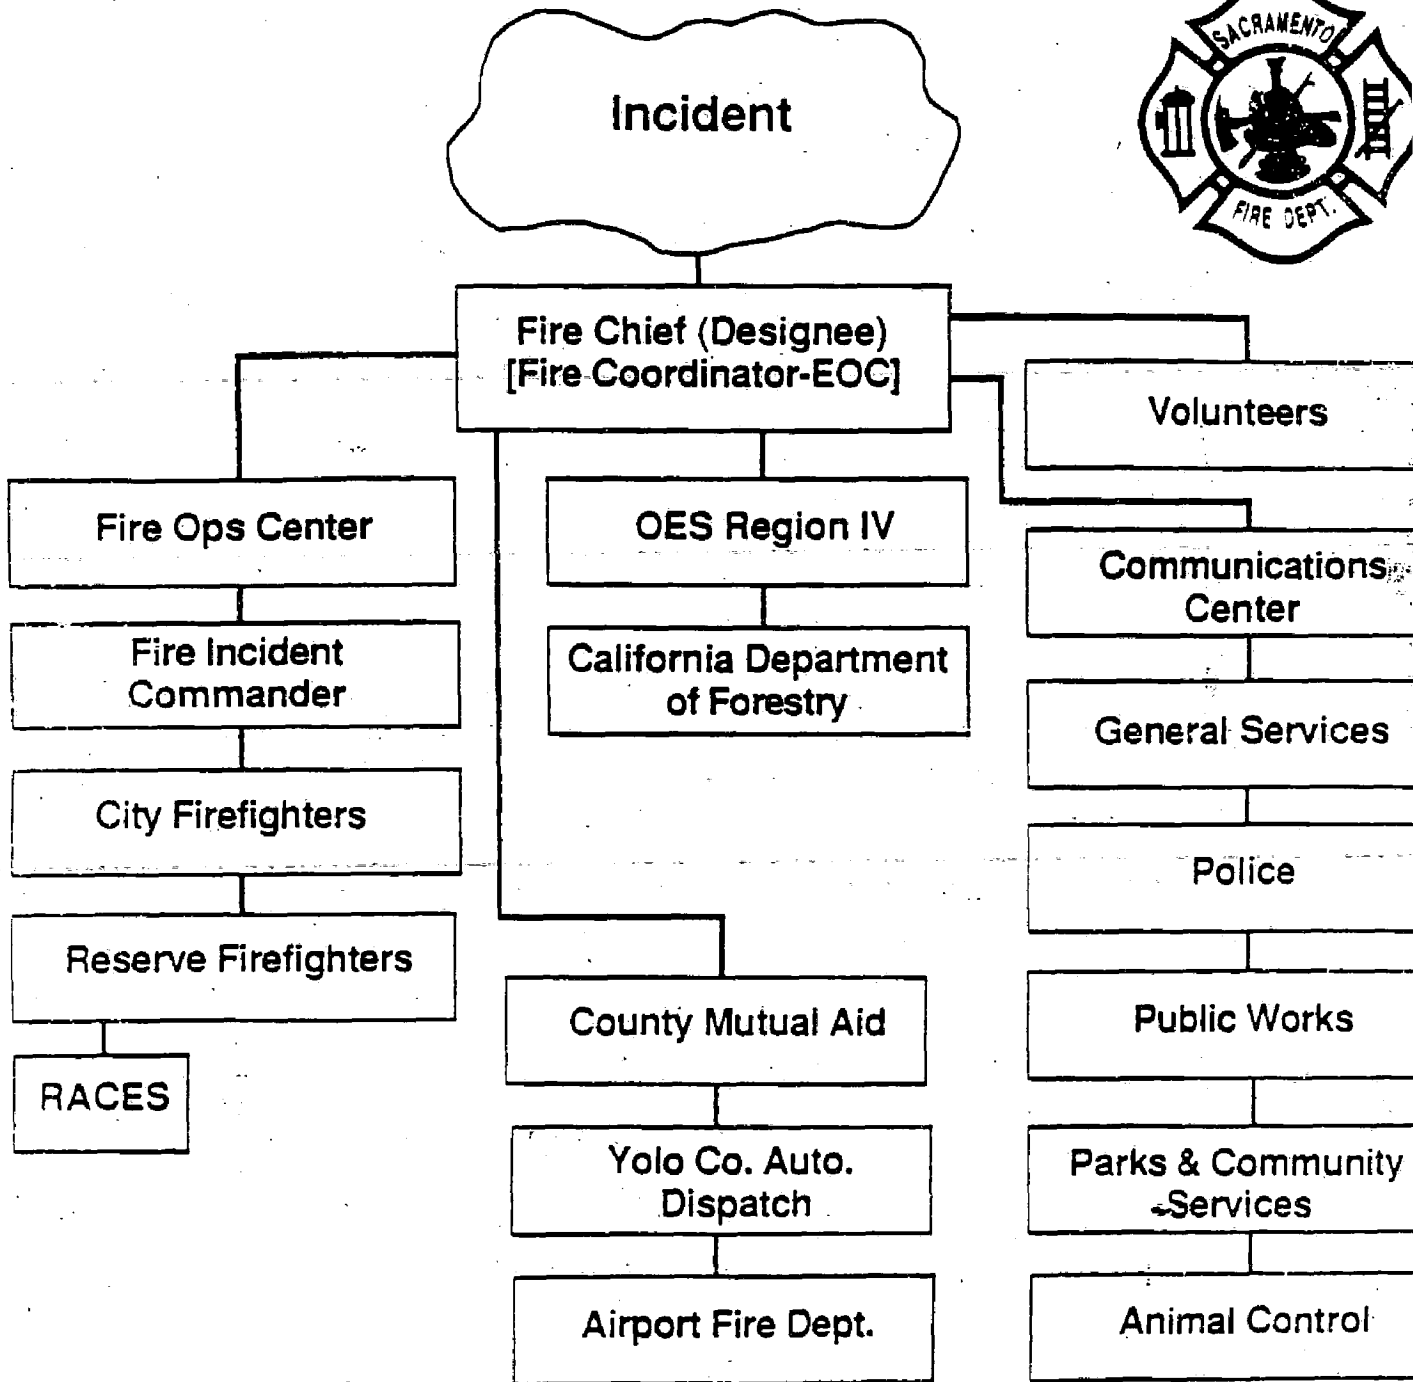 Incident
SACRAMENTO
FIRE DEPT.
Fire Chief (Designee)
[Fire Coordinator-EOC]
Volunteers
Fire Ops Center
OES Region IV
Communications
Center
Fire Incident
Commander
California Department
of Forestry
General Services
City Firefighters
Police
Reserve Firefighters
County Mutual Aid
Public Works
RACES
Yolo Co. Auto.
Dispatch
Parks & Community
Services
Airport Fire Dept.
Animal Control